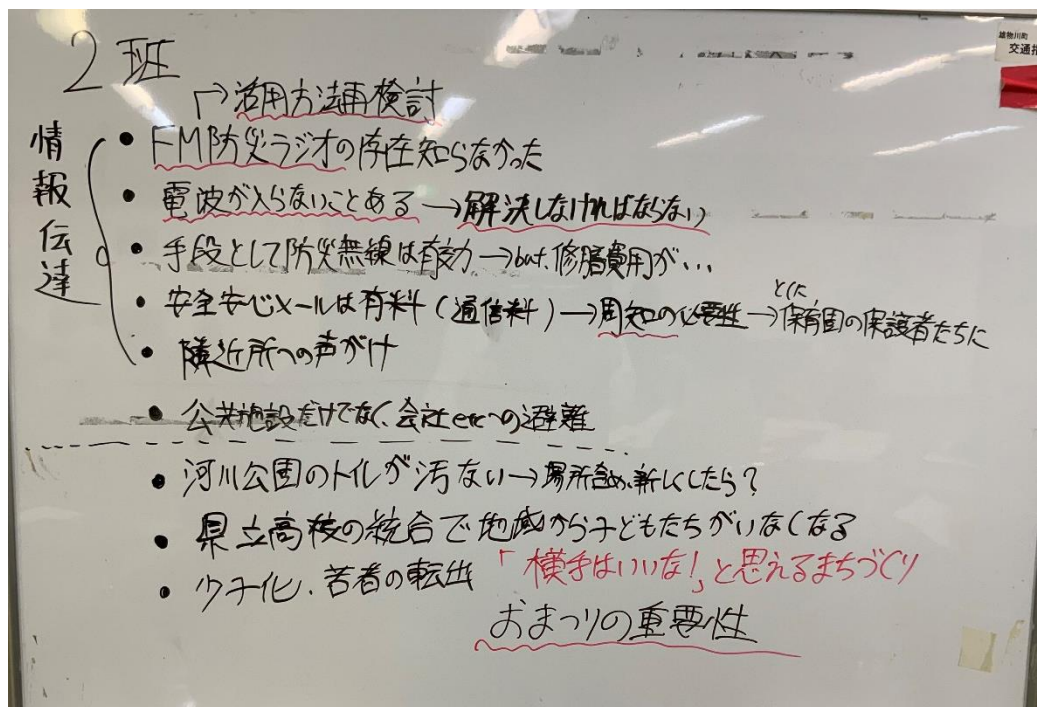 雄物川町
交通指
2班
→活用方法再検討
情報伝達
・FM防災ラジオの存在知らなかった
・電波が入らないことある→解決しなければならない
・手段として防災無線は有効→but、修膳費用が…
・安全安心メールは有料(通信料)→周知の必要性→とくに保育園の保護者たちに
・隣近所への声がけ
・公共施設だけでなく、会社etcへの避難
・河川公園のトイレが汚ない→場所含め、新しくしたら?
・県立高校の統合で地域から子どもたちがいなくなる
・少子化、若者の転出 「横手はいいな!」と思えるまちづくり
おまつりの重要性